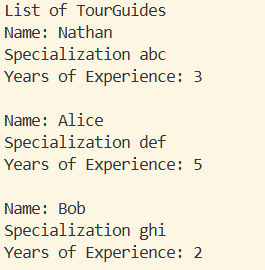 List of TourGuides
Name: Nathan
Specialization abc
Years of Experience: 3
Name: Alice
Specialization def
Years of Experience: 5
Name: Bob
Specialization ghi
Years of Experience: 2